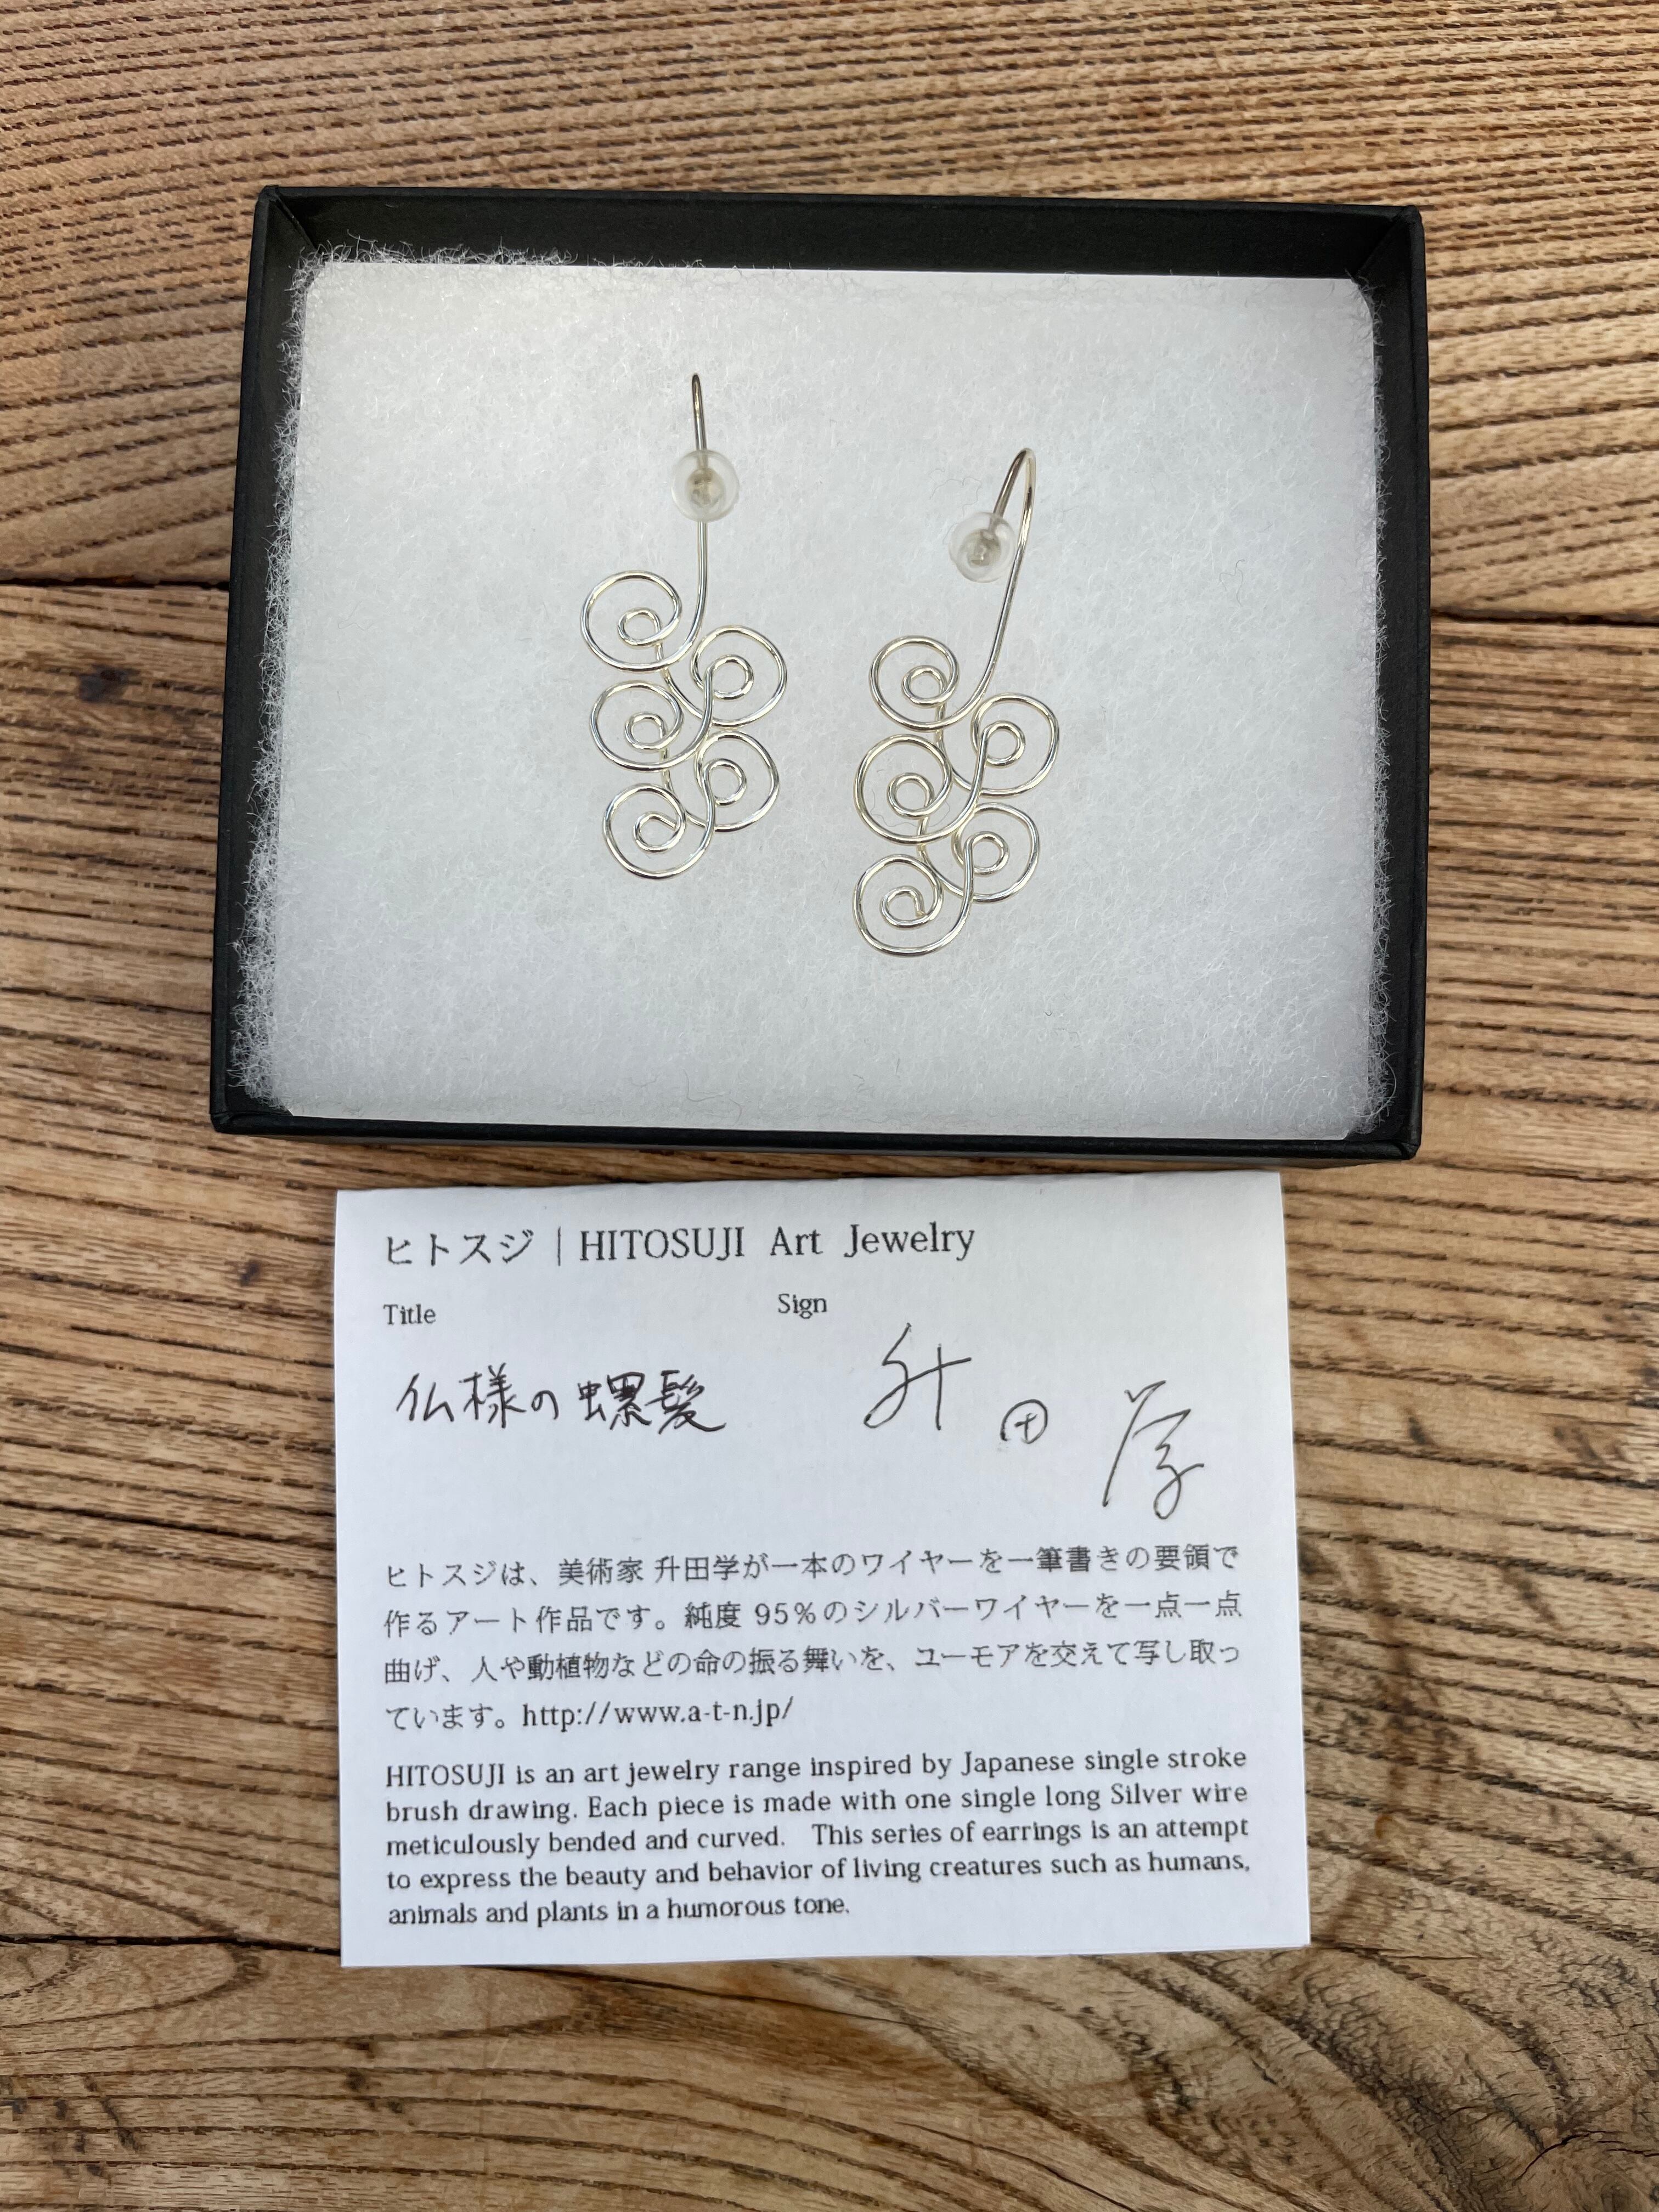 ヒトスジ | HITOSUJI Art Jewelry
Title
Sign
仏様の螺髪
升田学
ヒトスジは、美術家 升田学が一本のワイヤーを一筆書きの要領で
作るアート作品です。純度 95%のシルバーワイヤーを一点一点
曲げ、人や動植物などの命の振る舞いを、ユーモアを交えて写し取っ
ています。http://www.a-t-n.jp/
HITOSUJI is an art jewelry range inspired by Japanese single stroke
brush drawing. Each piece is made with one single long Silver wire
meticulously bended and curved. This series of earrings is an attempt
to express the beauty and behavior of living creatures such as humans,
animals and plants in a humorous tone.